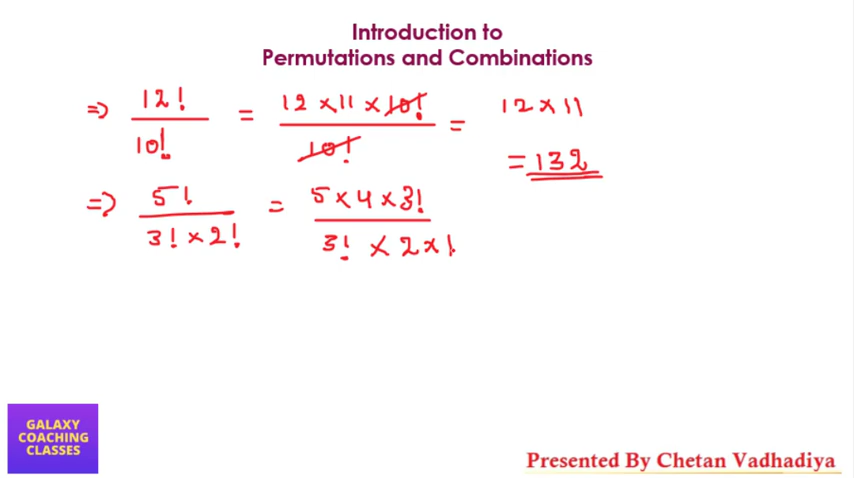 Introduction to
Permutations and Combinations
=> 12! / 10! = 12 × 11 × 10! / 10! = 12 × 11
= 132
=> 5! / 3! × 2! = 5 × 4 × 3! / 3! × 2 × 1
GALAXY
COACHING
CLASSES
Presented By Chetan Vadhadiya